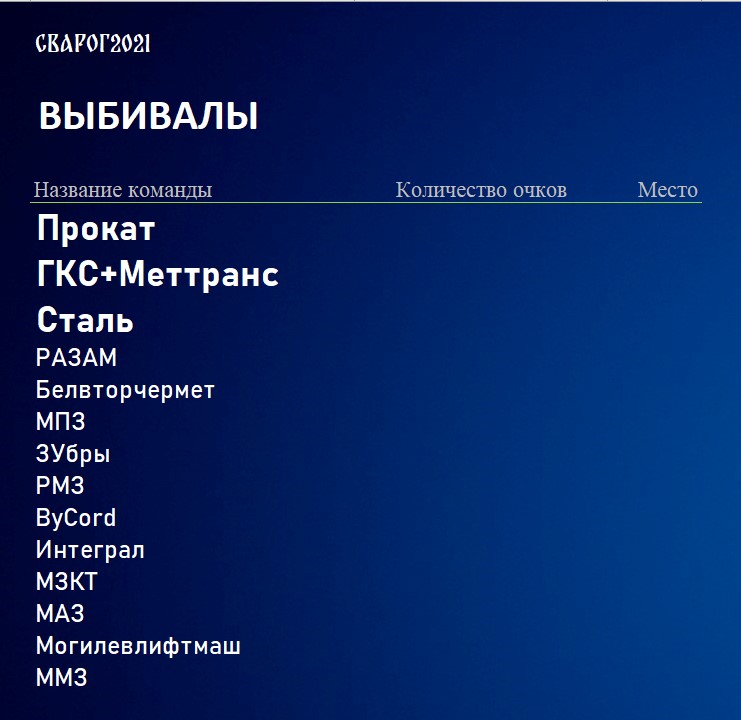 СВАРОГ2021
ВЫБИВАЛЫ
Название команды Количество очков Место
Прокат
ГКС+Меттранс
Сталь
РАЗАМ
Белвторчермет
МПЗ
ЗУбры
РМЗ
ByCord
Интеграл
МЗКТ
МАЗ
Могилевлифтмаш
ММЗ